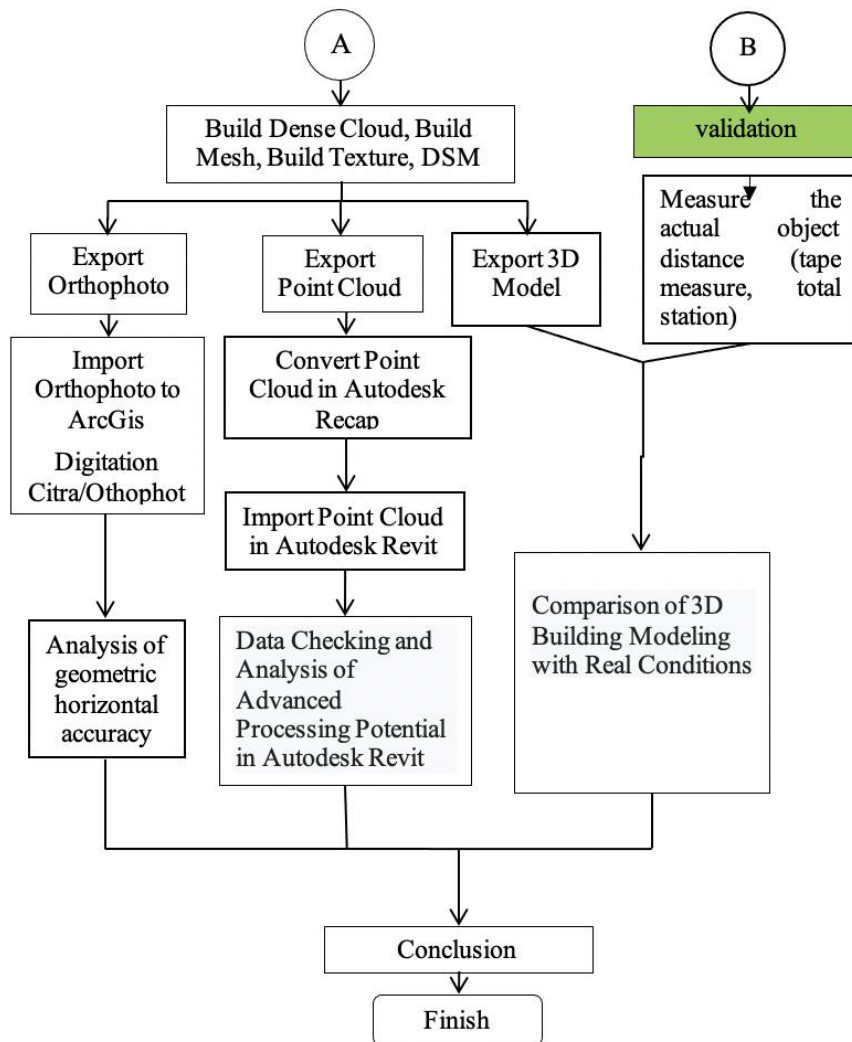 A
B
Build Dense Cloud, Build
Mesh, Build Texture, DSM
validation
Export
Orthophoto
Export
Point Cloud
Export 3D
Model
Measure the
actual object
distance (tape
measure, total
station)
Import
Orthophoto to
ArcGis
Digitation
Citra/Othophot
Convert Point
Cloud in Autodesk
Recap
Import Point Cloud
in Autodesk Revit
Analysis of
geometric
horizontal
accuracy
Data Checking and
Analysis of
Advanced
Processing Potential
in Autodesk Revit
Comparison of 3D
Building Modeling
with Real Conditions
Conclusion
Finish